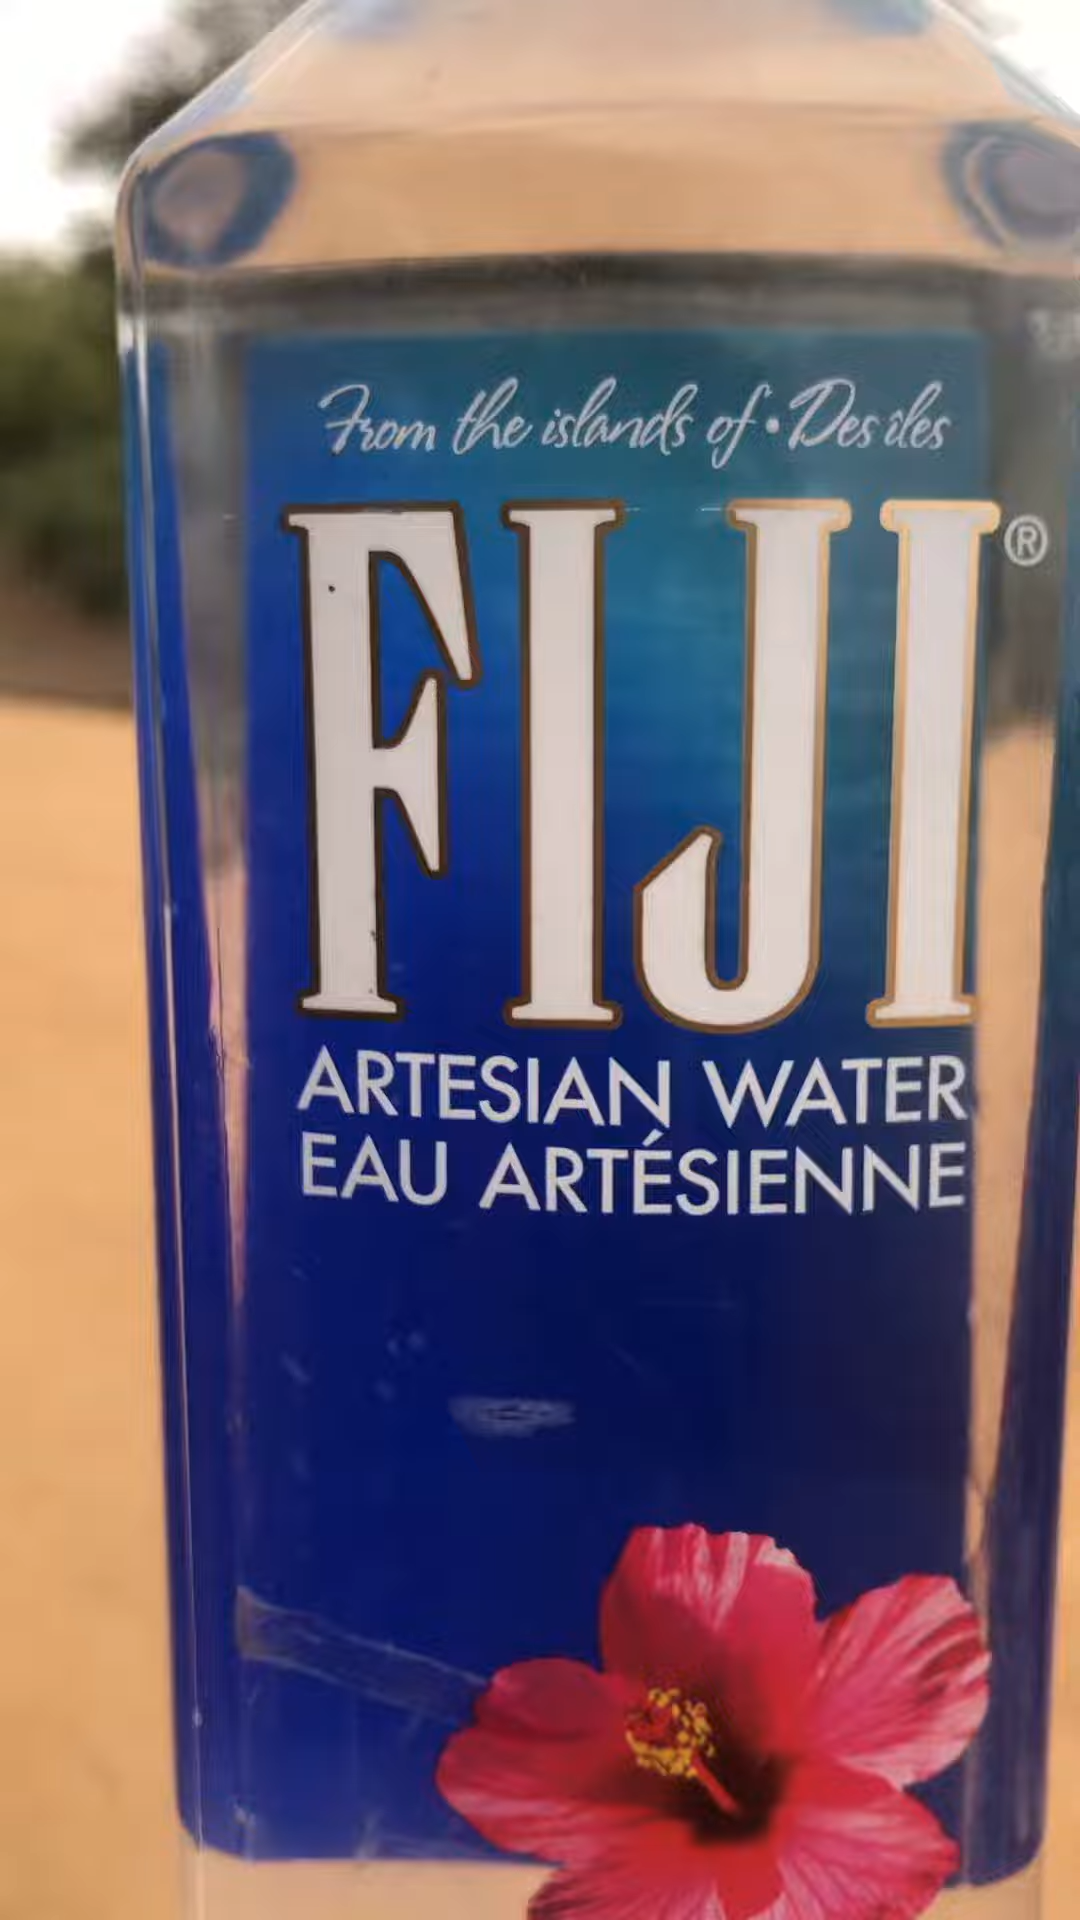 From the islands of • Des îles
FIJI®
ARTESIAN WATER
EAU ARTÉSIENNE